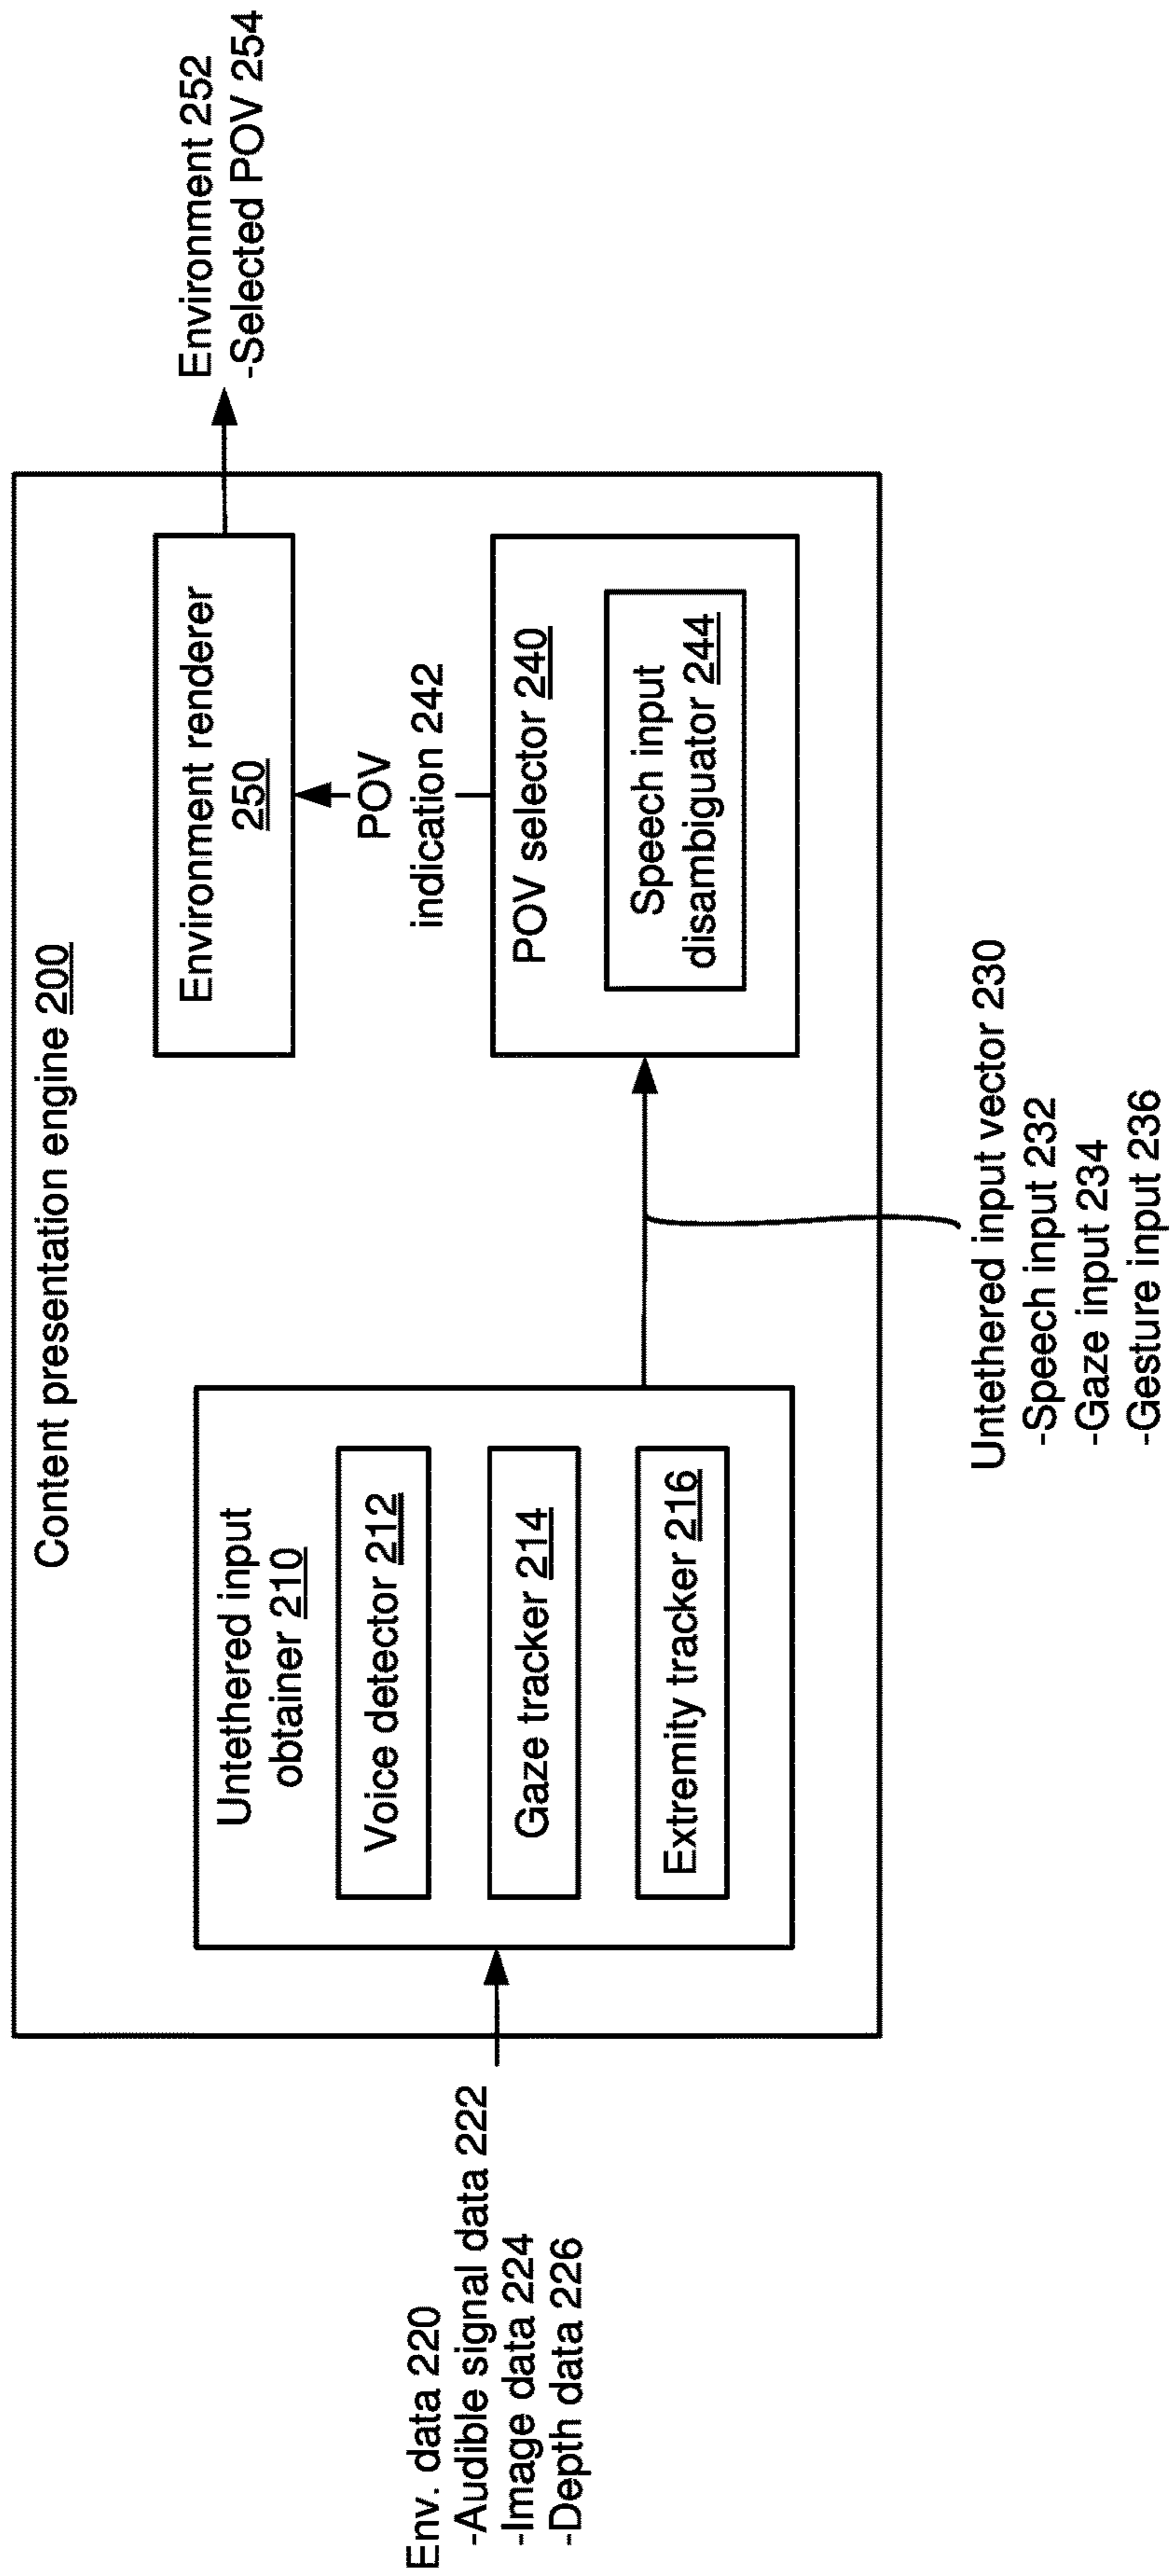 Content presentation engine 200
Env. data 220
-Audible signal data 222
-Image data 224
-Depth data 226
Untethered input
obtainer 210
Voice detector 212
Gaze tracker 214
Extremity tracker 216
Untethered input vector 230
-Speech input 232
-Gaze input 234
-Gesture input 236
POV selector 240
Speech input
disambiguator 244
POV
indication 242
Environment renderer
250
Environment 252
-Selected POV 254